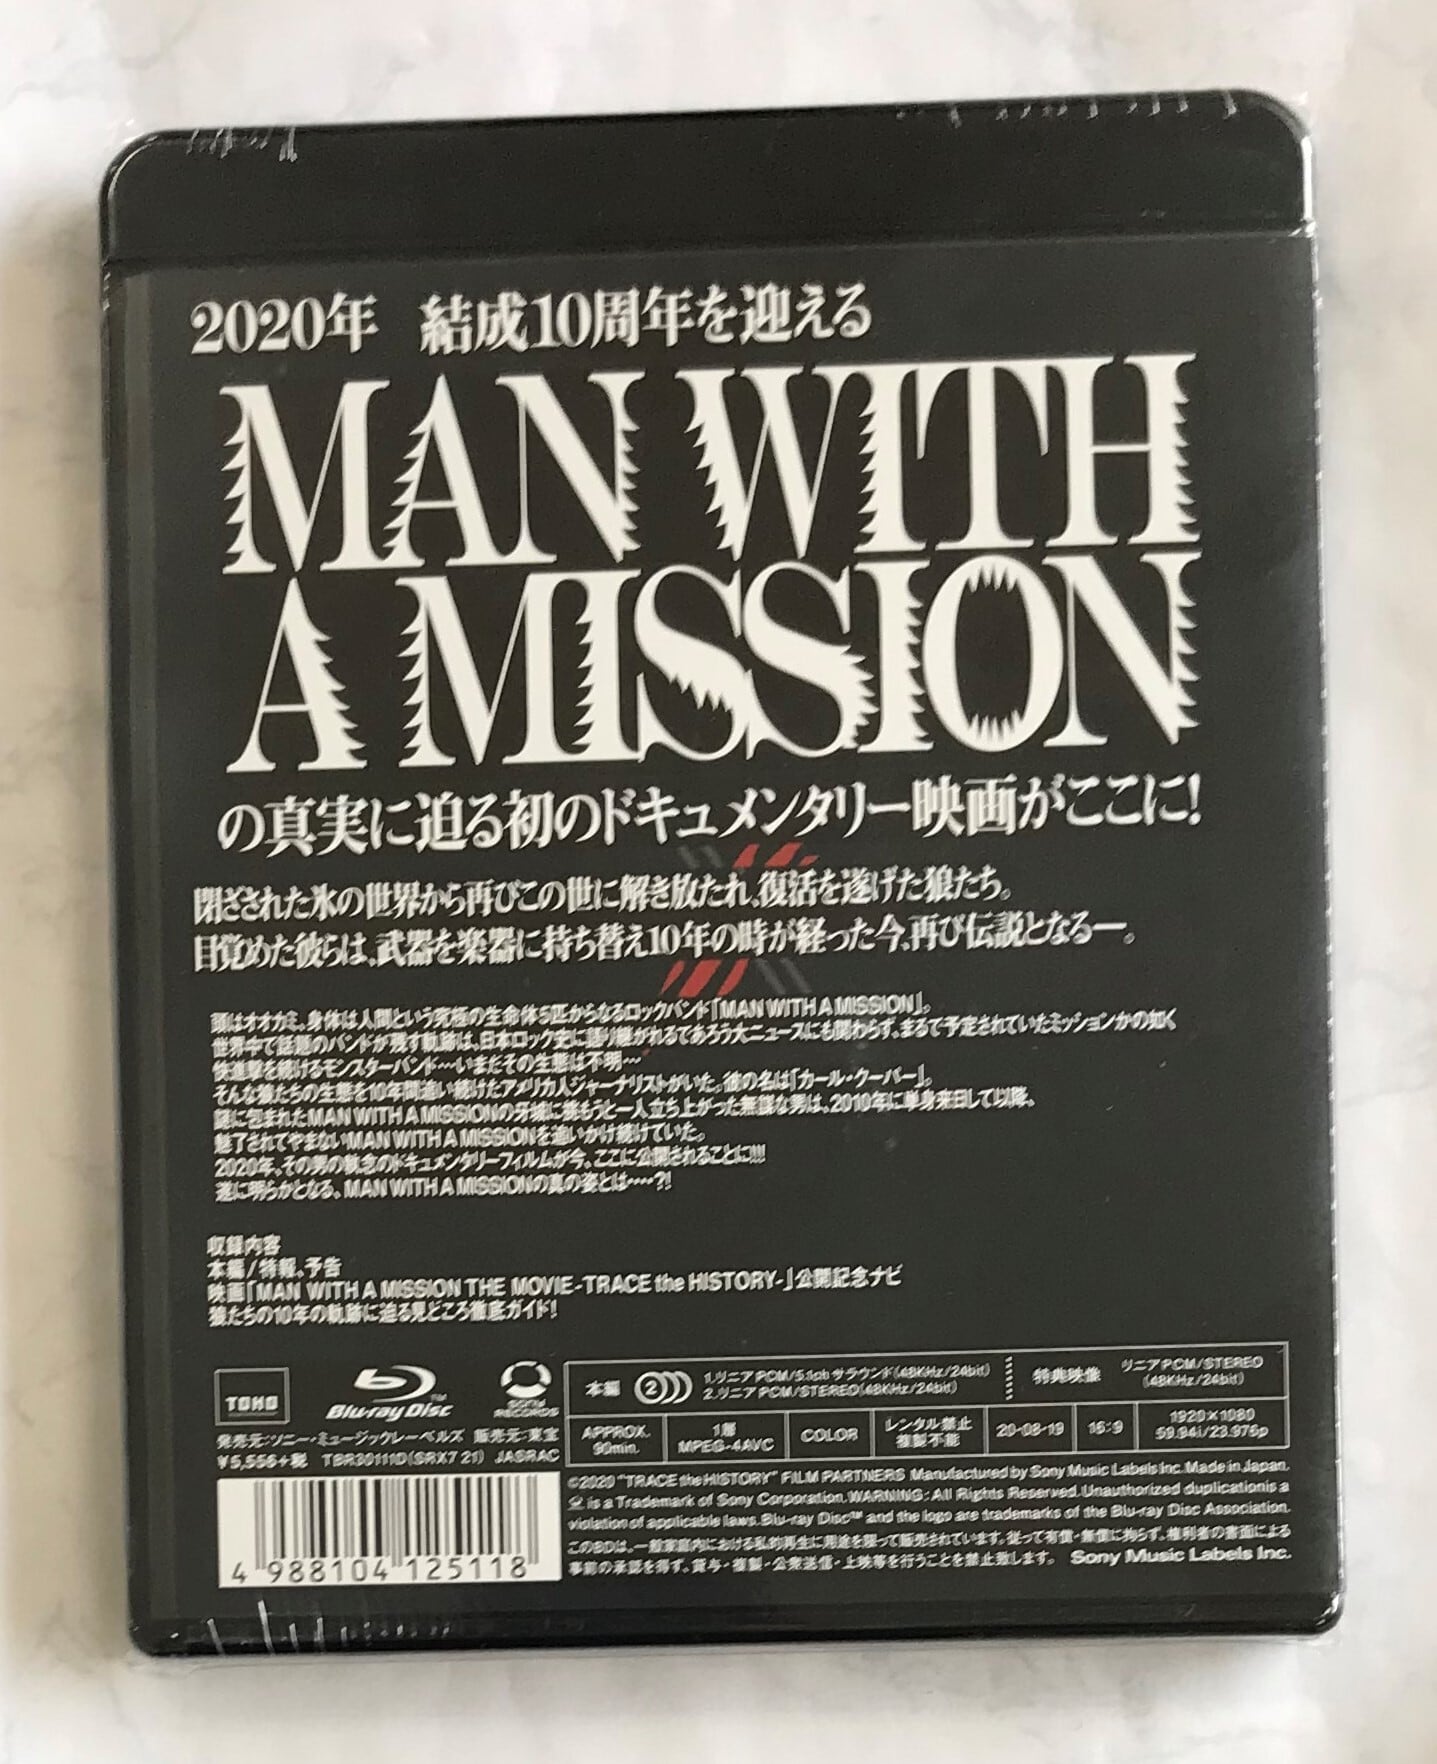 2020年 結成10周年を迎える
MAN WITH
A MISSION
の真実に迫る初のドキュメンタリー映画がここに!
閉ざされた氷の世界から再びこの世に解き放たれ、復活を遂げた狼たち。
目覚めた彼らは、武器を楽器に持ち替え10年の時が経った今、再び伝説となるー。
頭はオオカミ、身体は人間という究極の生命体5匹からなるロックバンド「MAN WITH A MISSION」。
世界中で話題のバンドが残す軌跡は、日本ロック史に語り継がれるであろう大ニュースにも関わらず、まるで予定されていたミッションかの如く
快進撃を続けるモンスターバンド…いまだその生態は不明…
そんな狼たちの生態を10年間追い続けたアメリカ人ジャーナリストがいた。彼の名は「カール・クーパー」。
謎に包まれたMAN WITH A MISSIONの牙城に挑もうと一人立ち上がった無謀な男は、2010年に単身来日して以降、
魅了されてやまないMAN WITH A MISSIONを追いかけ続けていた。
2020年、その男の執念のドキュメンタリーフィルムが今、ここに公開されることに!!!
遂に明らかとなる、MAN WITH A MISSIONの真の姿とは……?!
収録内容
本編/特報、予告
映画「MAN WITH A MISSION THE MOVIE-TRACE the HISTORY-」公開記念ナビ
狼たちの10年の軌跡に迫る見どころ徹底ガイド!
TOHO
Blu-ray Disc
SONY RECORDS
発売元:ソニー・ミュージックレーベルズ 販売元:東宝
¥5,556+税 TBR30111D(SRX7 21) JASRAC
4 988104 125118
本編 2 1.リニアPCM/5.1chサラウンド(48KHz/24bit)
2.リニアPCM/STEREO(48KHz/24bit)
特典映像 リニアPCM/STEREO
(48KHz/24bit)
APPROX.
90min.
1層
MPEG-4AVC
COLOR
レンタル禁止
複製不能
20-08-19
16:9
1920×1080
59.94i/23.976p
©2020 "TRACE the HISTORY" FILM PARTNERS Manufactured by Sony Music Labels Inc. Made in Japan.
is a Trademark of Sony Corporation. WARNING: All Rights Reserved. Unauthorized duplication is a
violation of applicable laws. Blu-ray Disc™ and the logo are trademarks of the Blu-ray Disc Association.
このBDは、一般家庭内における私的再生に用途を限って販売されています。従って有償・無償に拘らず、権利者の書面による
事前の承認を得ず、貸与・複製・公衆送信・上映等を行うことを禁止致します。 Sony Music Labels Inc.